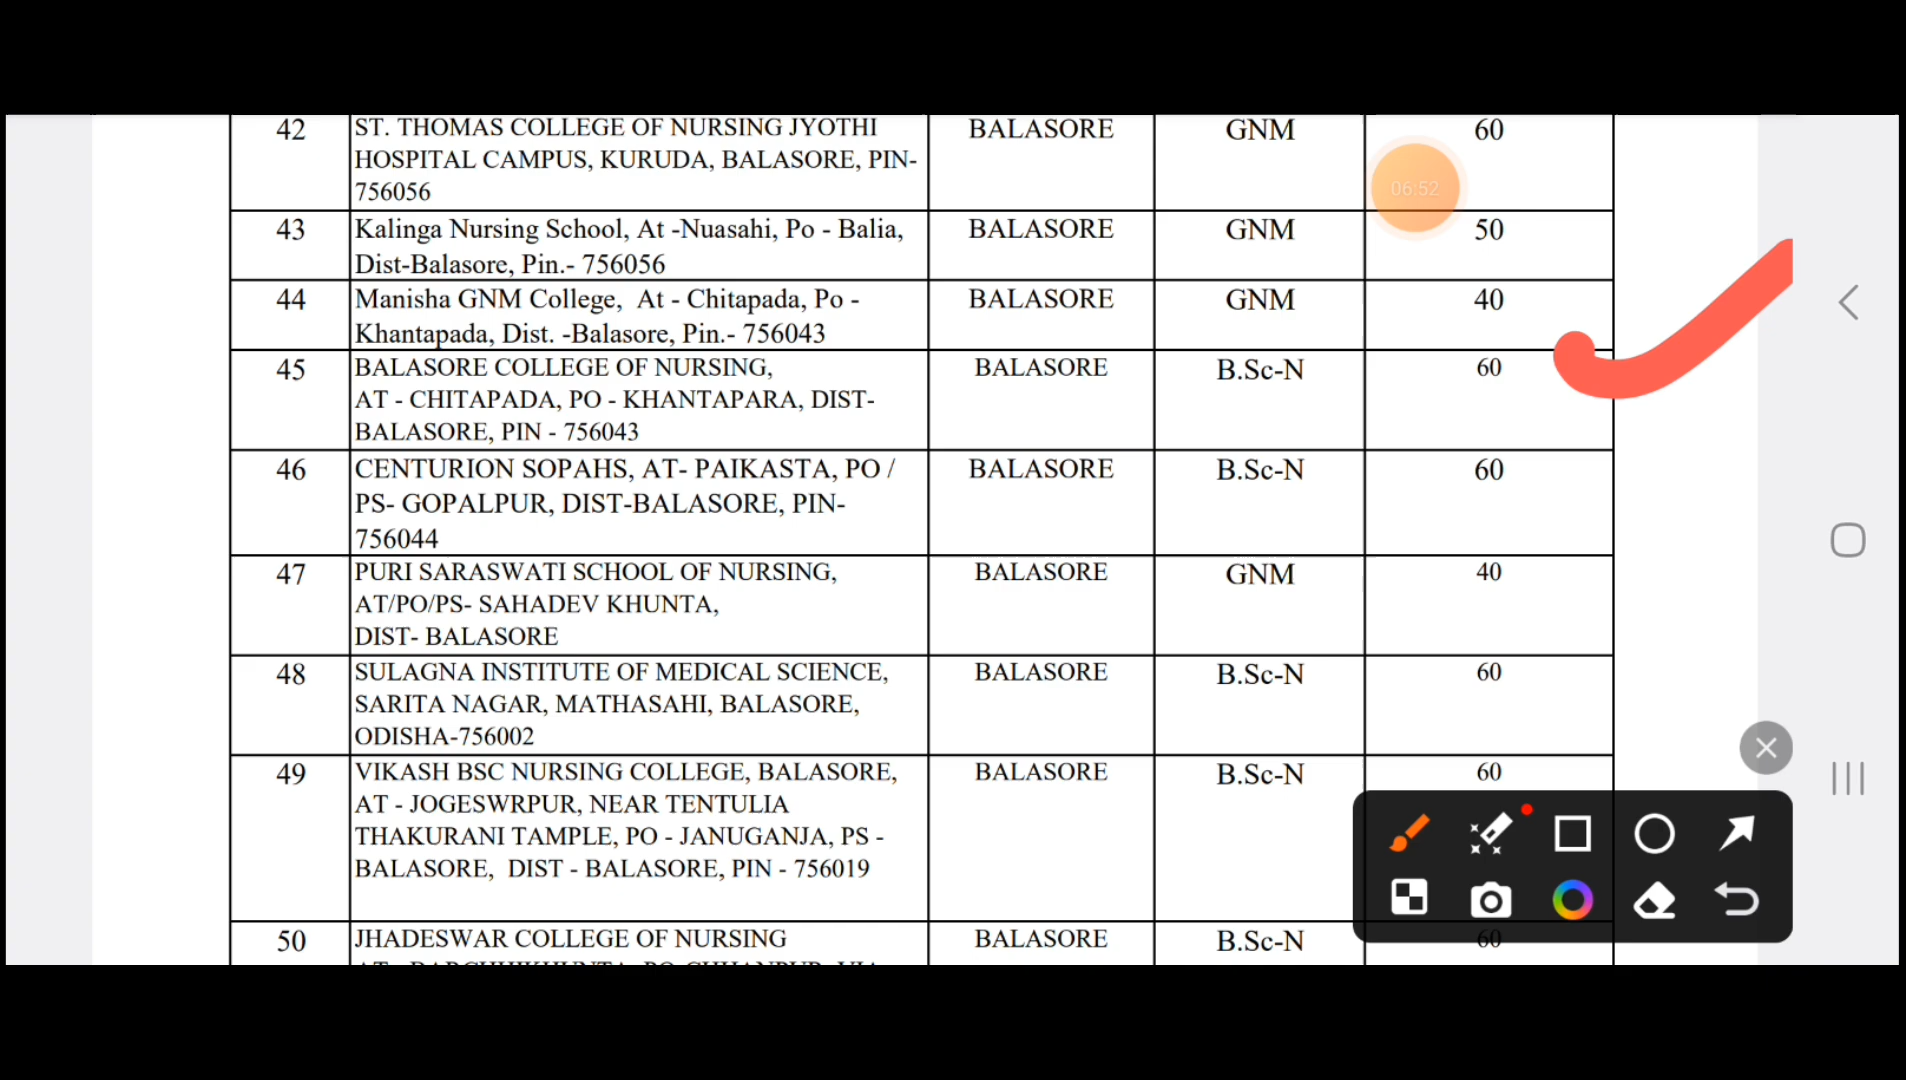 42 ST. THOMAS COLLEGE OF NURSING JYOTHI BALASORE GNM 60
HOSPITAL CAMPUS, KURUDA, BALASORE, PIN-
756056
06:52
43 Kalinga Nursing School, At -Nuasahi, Po - Balia, BALASORE GNM 50
Dist-Balasore, Pin.- 756056
44 Manisha GNM College, At - Chitapada, Po - BALASORE GNM 40
Khantapada, Dist. -Balasore, Pin.- 756043
45 BALASORE COLLEGE OF NURSING, BALASORE B.Sc-N 60
AT - CHITAPADA, PO - KHANTAPARA, DIST-
BALASORE, PIN - 756043
46 CENTURION SOPAHS, AT- PAIKASTA, PO / BALASORE B.Sc-N 60
PS- GOPALPUR, DIST-BALASORE, PIN-
756044
47 PURI SARASWATI SCHOOL OF NURSING, BALASORE GNM 40
AT/PO/PS- SAHADEV KHUNTA,
DIST- BALASORE
48 SULAGNA INSTITUTE OF MEDICAL SCIENCE, BALASORE B.Sc-N 60
SARITA NAGAR, MATHASAHI, BALASORE,
ODISHA-756002
49 VIKASH BSC NURSING COLLEGE, BALASORE, BALASORE B.Sc-N 60
AT - JOGESWRPUR, NEAR TENTULIA
THAKURANI TAMPLE, PO - JANUGANJA, PS -
BALASORE, DIST - BALASORE, PIN - 756019
50 JHADESWAR COLLEGE OF NURSING BALASORE B.Sc-N 60